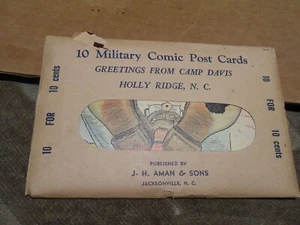 10 Military Comic Post Cards
GREETINGS FROM CAMP DAVIS
HOLLY RIDGE, N. C.
10 FOR 10 cents
10 FOR 10 cents
PUBLISHED BY
J. H. AMAN & SONS
JACKSONVILLE, N. C.